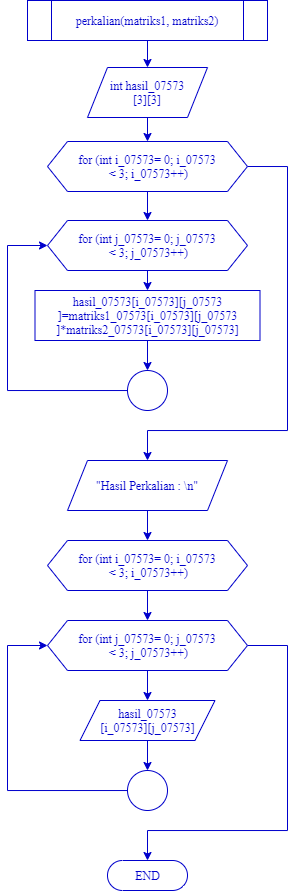 perkalian(matriks1, matriks2)
int hasil_07573
[3][3]
for (int i_07573= 0; i_07573
< 3; i_07573++)
for (int j_07573= 0; j_07573
< 3; j_07573++)
hasil_07573[i_07573][j_07573
]=matriks1_07573[i_07573][j_07573
]*matriks2_07573[i_07573][j_07573]
"Hasil Perkalian : \n"
for (int i_07573= 0; i_07573
< 3; i_07573++)
for (int j_07573= 0; j_07573
< 3; j_07573++)
hasil_07573
[i_07573][j_07573]
END